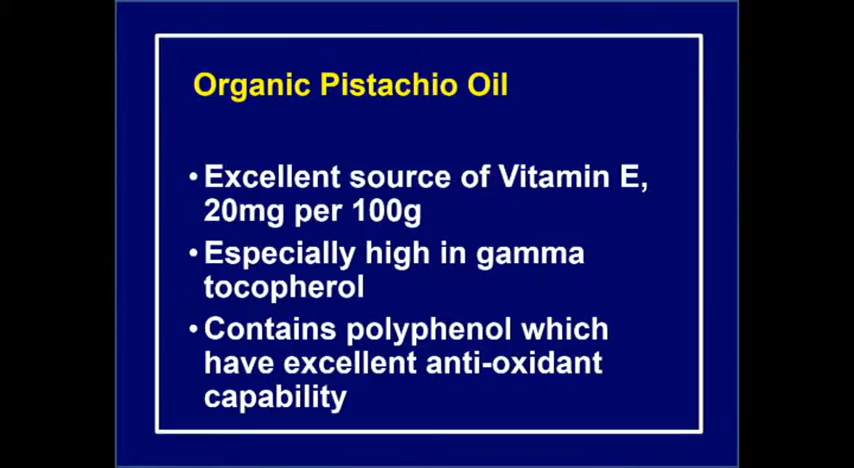 Organic Pistachio Oil
•Excellent source of Vitamin E,
20mg per 100g
•Especially high in gamma
tocopherol
•Contains polyphenol which
have excellent anti-oxidant
capability